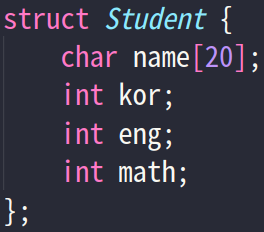 struct Student {
    char name[20];
    int kor;
    int eng;
    int math;
};